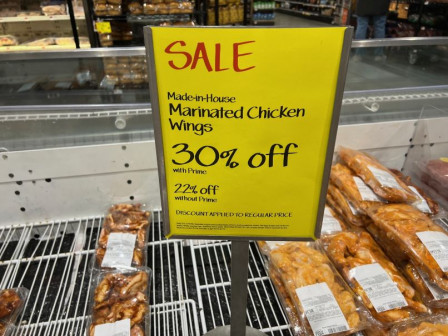 SALE
Made-in-House
Marinated Chicken
Wings
30% off
with Prime
22% off
without Prime
DISCOUNT APPLIED TO REGULAR PRICE